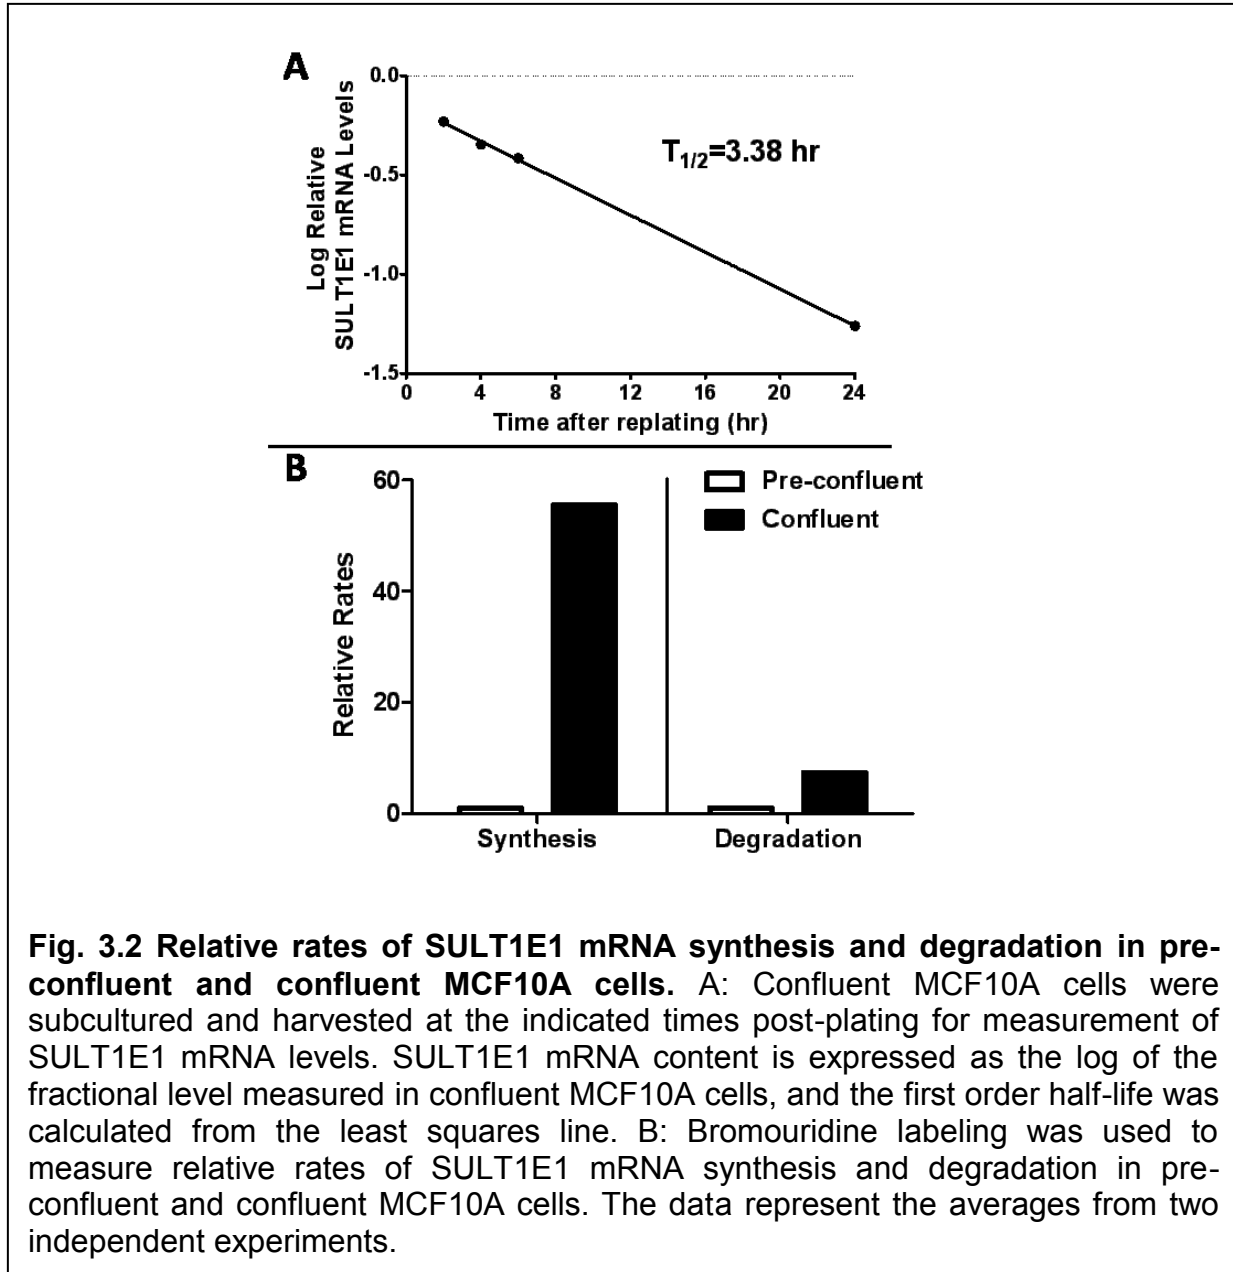 A
0.0
-0.5
-1.0
-1.5
Log Relative
SULT1E1 mRNA Levels
T1/2=3.38 hr
0 4 8 12 16 20 24
Time after replating (hr)
B
60
40
20
0
Relative Rates
Pre-confluent
Confluent
Synthesis Degradation
Fig. 3.2 Relative rates of SULT1E1 mRNA synthesis and degradation in pre-
confluent and confluent MCF10A cells. A: Confluent MCF10A cells were
subcultured and harvested at the indicated times post-plating for measurement of
SULT1E1 mRNA levels. SULT1E1 mRNA content is expressed as the log of the
fractional level measured in confluent MCF10A cells, and the first order half-life was
calculated from the least squares line. B: Bromouridine labeling was used to
measure relative rates of SULT1E1 mRNA synthesis and degradation in pre-
confluent and confluent MCF10A cells. The data represent the averages from two
independent experiments.